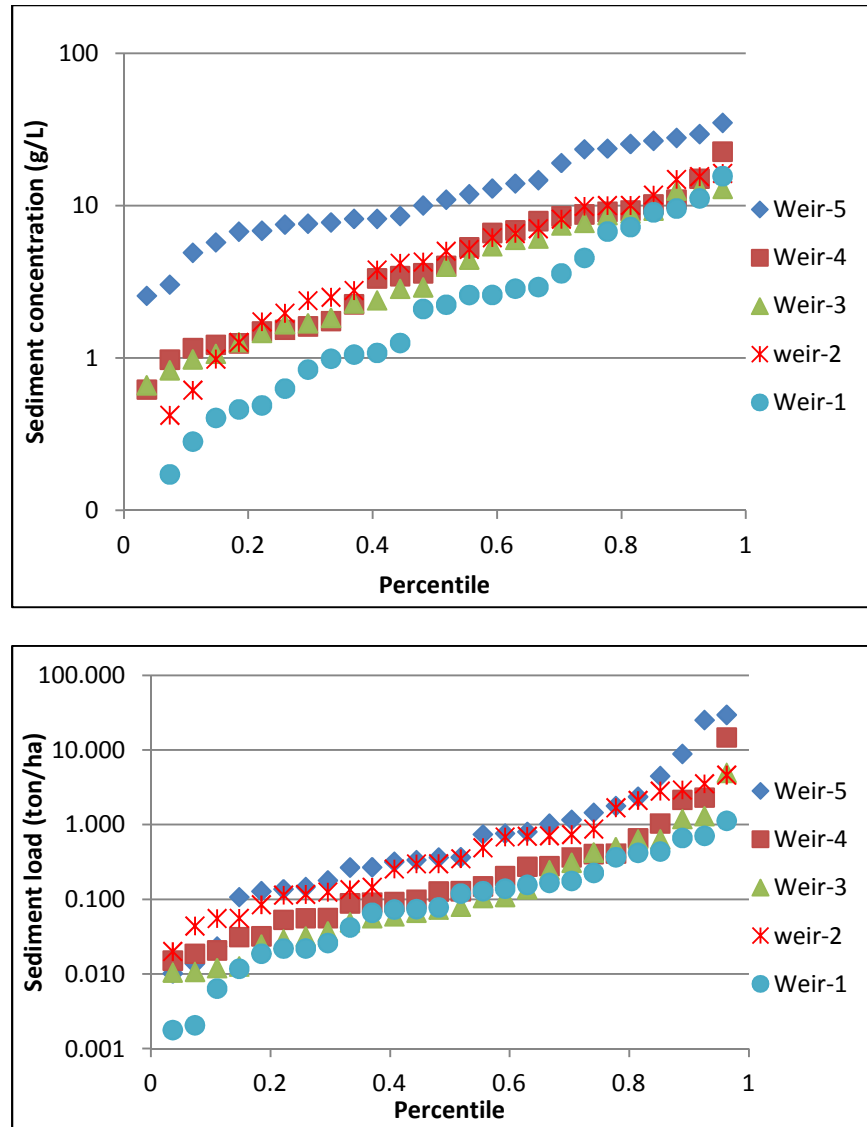 100
10
1
0
Sediment concentration (g/L)
0 0.2 0.4 0.6 0.8 1
Percentile
Weir-5
Weir-4
Weir-3
weir-2
Weir-1
100.000
10.000
1.000
0.100
0.010
0.001
Sediment load (ton/ha)
0 0.2 0.4 0.6 0.8 1
Percentile
Weir-5
Weir-4
Weir-3
weir-2
Weir-1